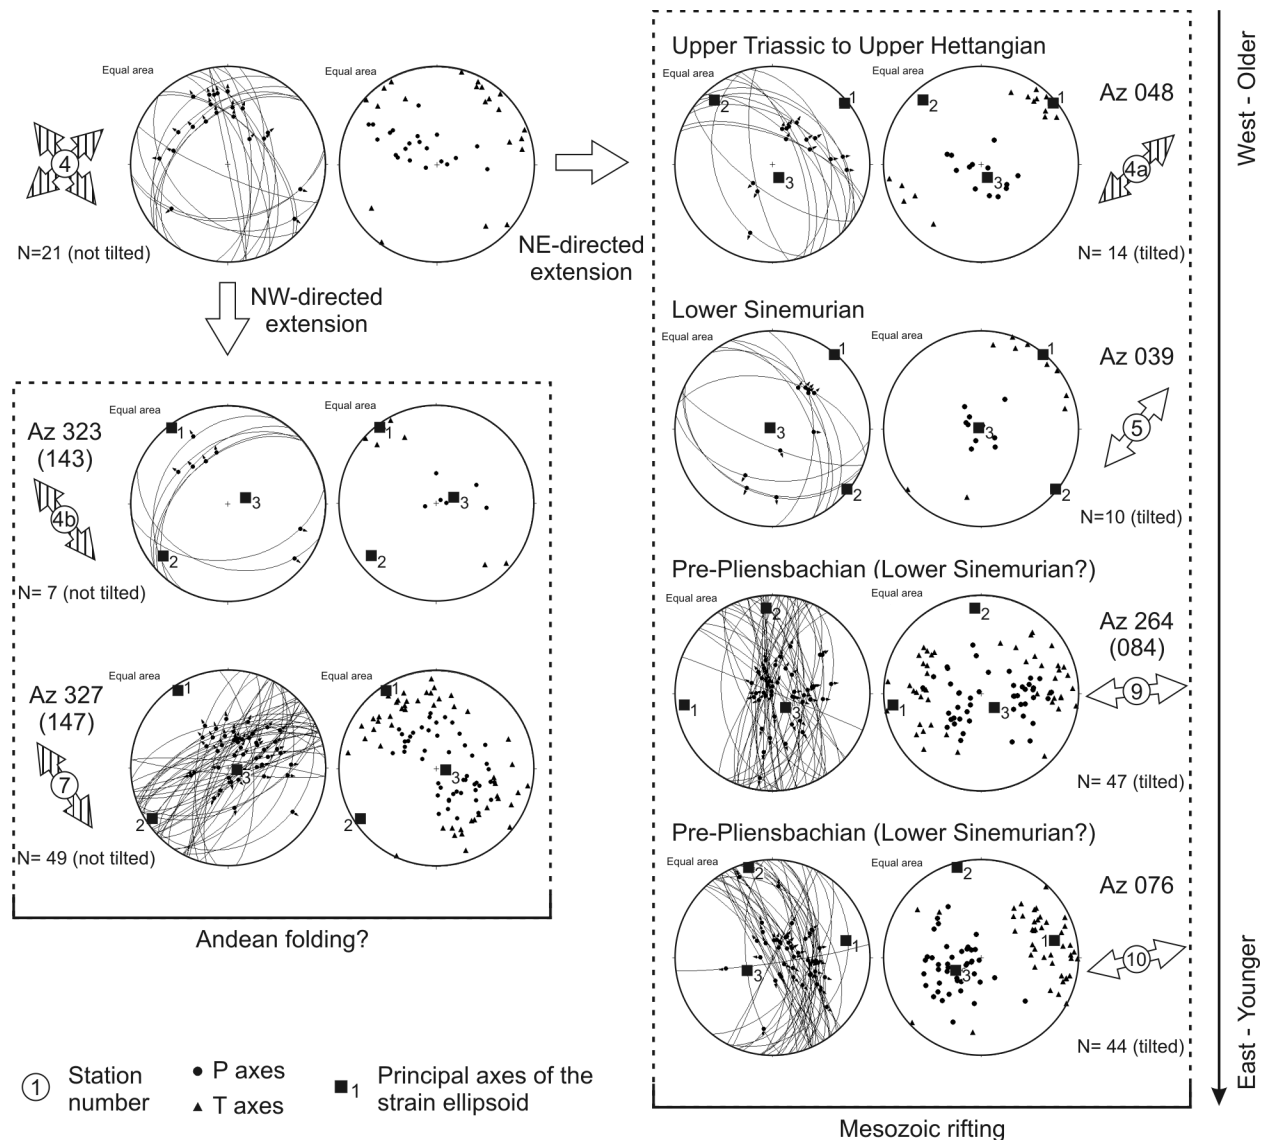 Equal area
Equal area
4
N=21 (not tilted)
NE-directed
extension
NW-directed
extension
Upper Triassic to Upper Hettangian
Equal area
Equal area
2
1
3
2
1
3
Az 048
4a
N= 14 (tilted)
Lower Sinemurian
Equal area
Equal area
1
3
2
1
3
2
Az 039
5
N=10 (tilted)
Pre-Pliensbachian (Lower Sinemurian?)
Equal area
Equal area
2
1
3
2
1
3
Az 264
(084)
9
N= 47 (tilted)
Pre-Pliensbachian (Lower Sinemurian?)
Equal area
Equal area
2
1
3
2
1
3
Az 076
10
N= 44 (tilted)
Mesozoic rifting
West - Older
East - Younger
Az 323
(143)
4b
N= 7 (not tilted)
Equal area
Equal area
1
3
2
1
3
2
Az 327
(147)
7
N= 49 (not tilted)
Equal area
Equal area
1
3
2
1
3
2
Andean folding?
1
Station
number
P axes
T axes
1
Principal axes of the
strain ellipsoid